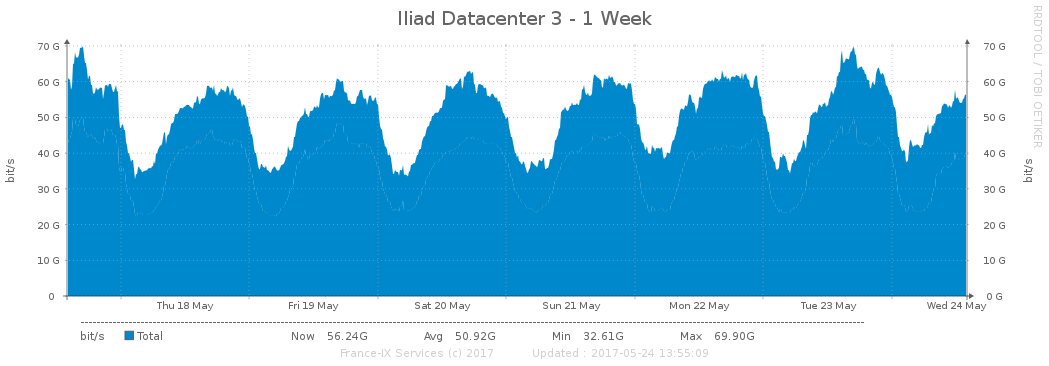 Iliad Datacenter 3 - 1 Week
RRDTOOL / TOBI OETIKER
70 G 70 G
60 G 60 G
50 G 50 G
40 G 40 G
30 G 30 G
20 G 20 G
10 G 10 G
0 0 G
bit/s bit/s
Thu 18 May Fri 19 May Sat 20 May Sun 21 May Mon 22 May Tue 23 May Wed 24 May
bit/s Total Now 56.24G Avg 50.92G Min 32.61G Max 69.90G
France-IX Services (c) 2017 Updated : 2017-05-24 13:55:09